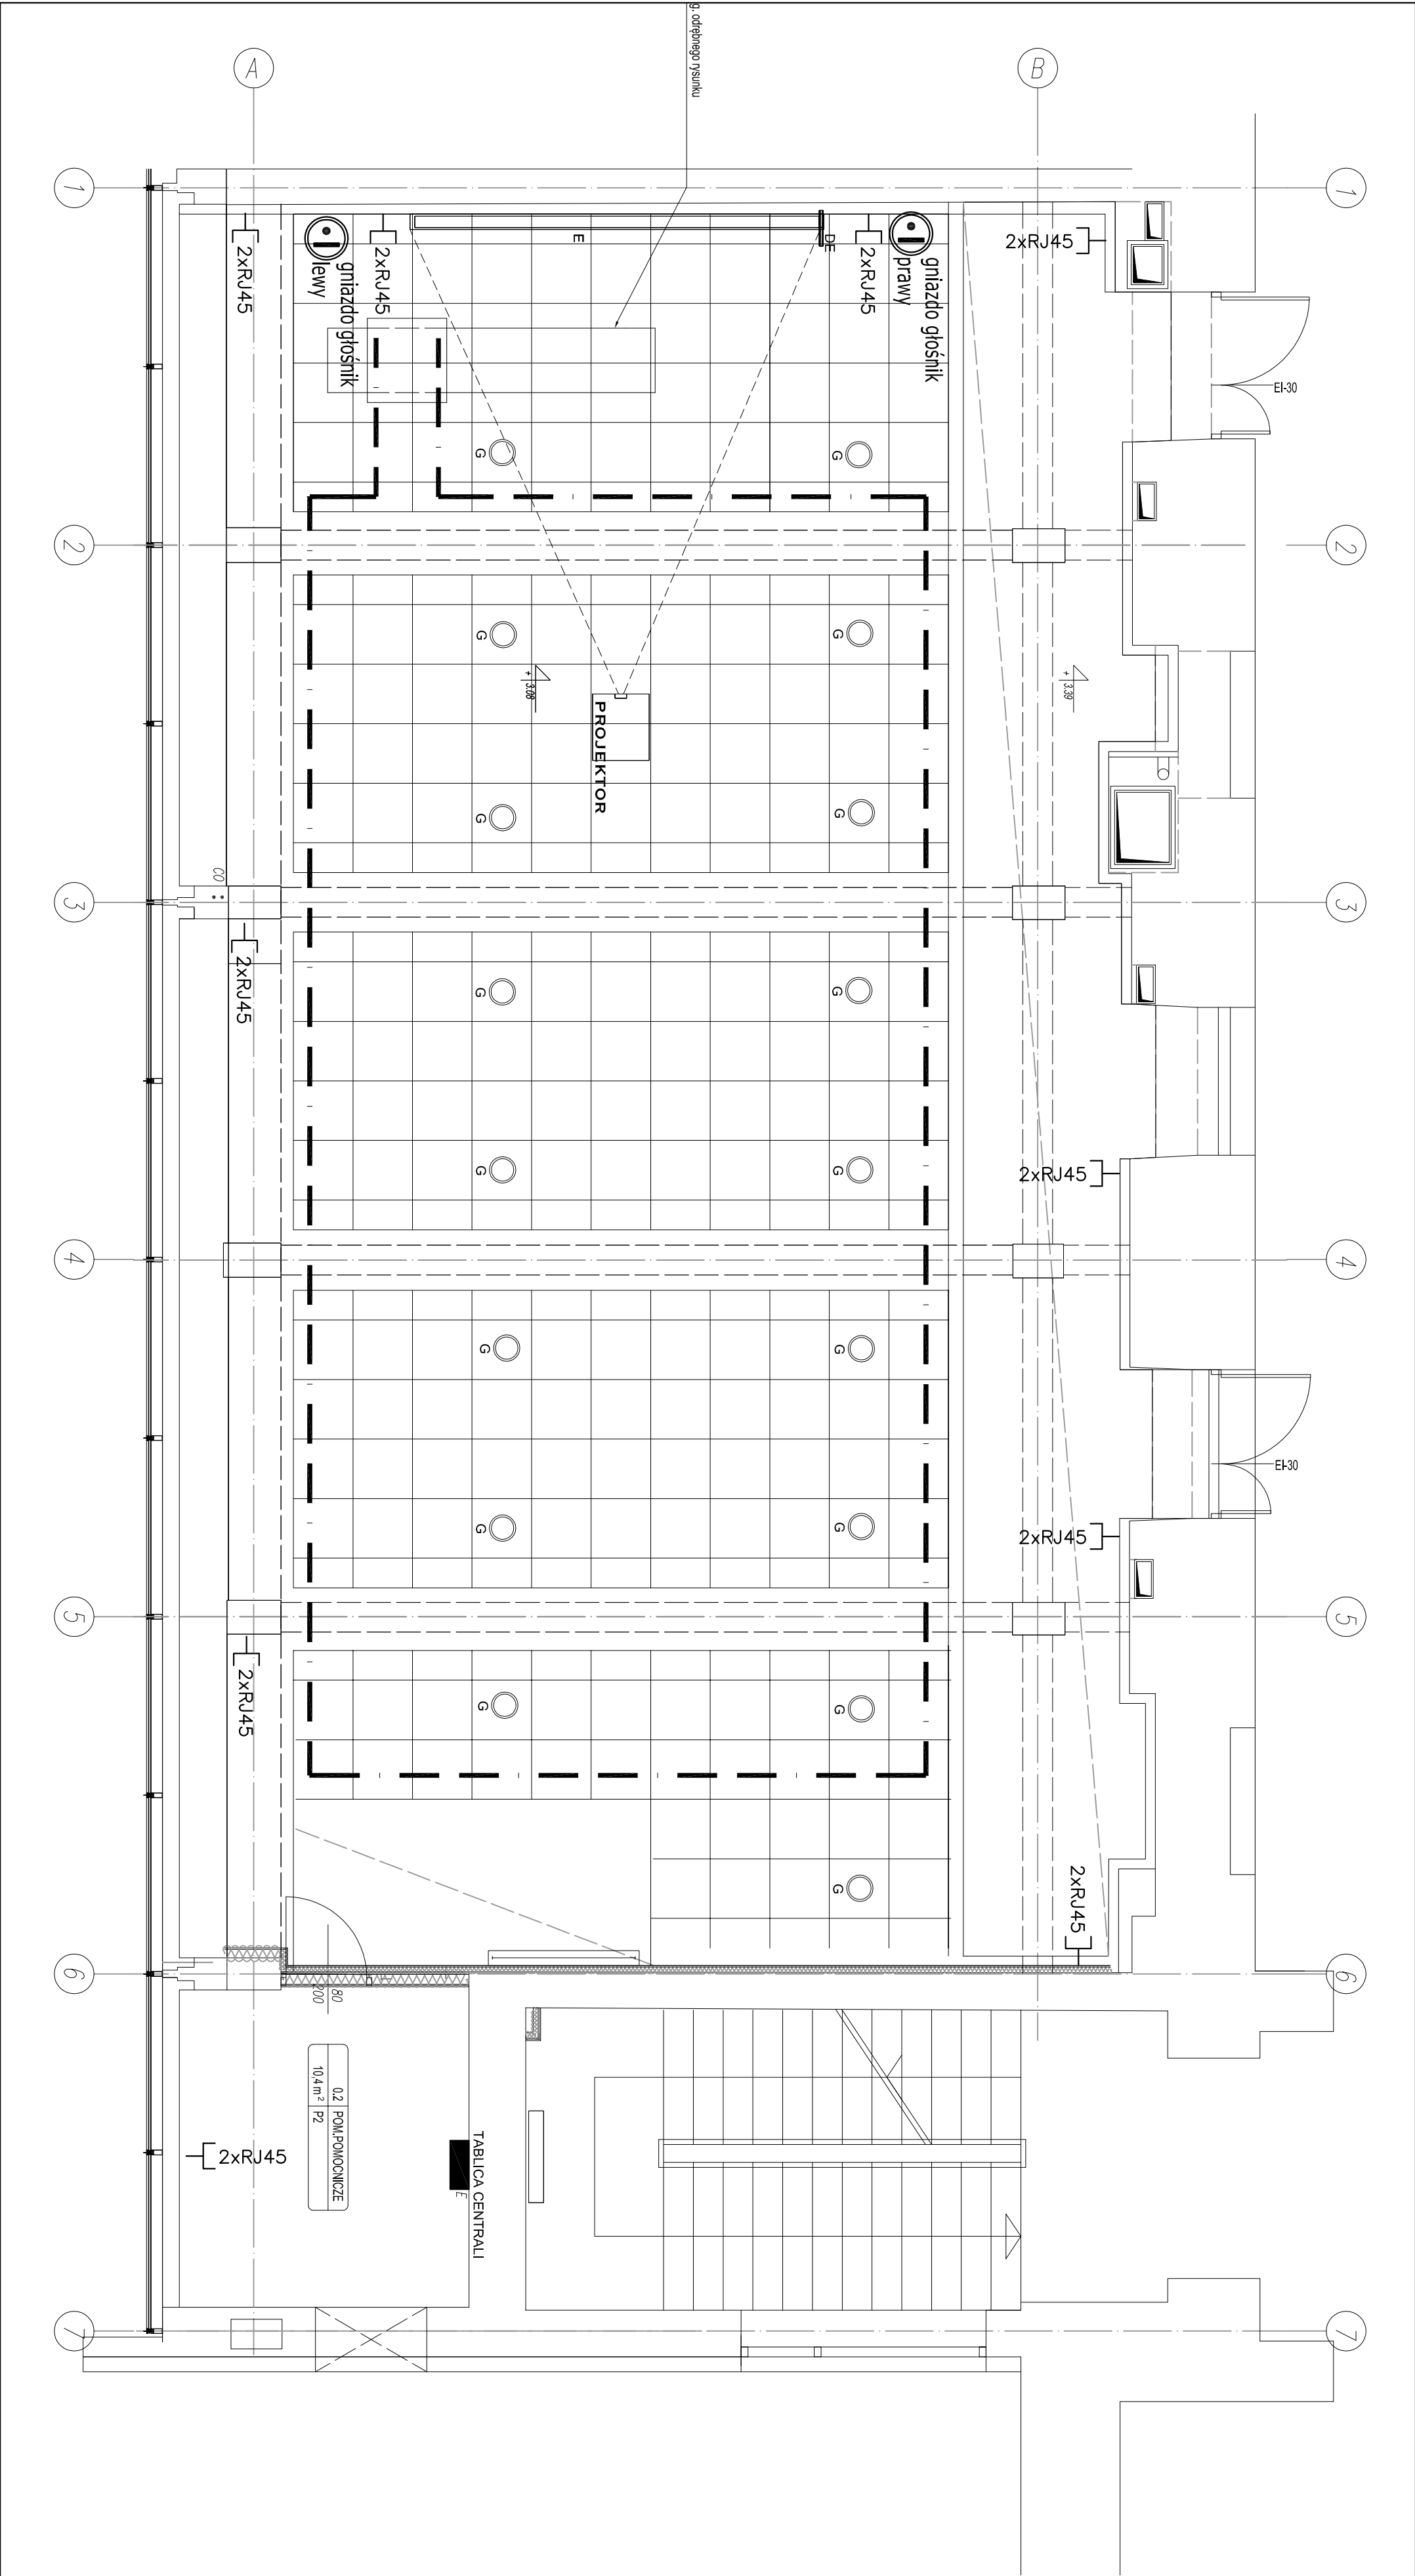 g. odrębnego rysunku
A
B
1
1
2xRJ45
gniazdo głośnik
lewy
2xRJ45
E
DE
2xRJ45
gniazdo głośnik
prawy
2xRJ45
EI-30
G
G
2
2
G
G
+ 3.08
+ 3.39
PROJEKTOR
G
G
CO
3
3
2xRJ45
G
G
G
G
2xRJ45
4
4
G
G
EI-30
G
G
2xRJ45
5
5
2xRJ45
G
G
G
2xRJ45
6
6
80
200
0.2 POM.POMOCNICZE
10,4 m² P2
2xRJ45
TABLICA CENTRALI
E
7
7